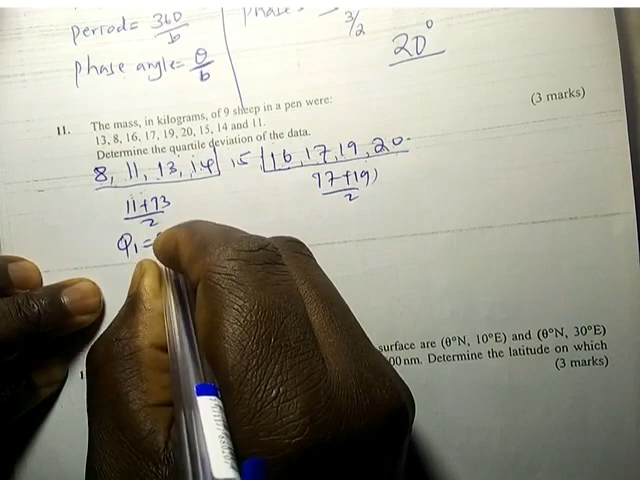 period= 360/b
phase angle= θ/b
phase=
3/2
20°
11. The mass, in kilograms, of 9 sheep in a pen were:
13, 8, 16, 17, 19, 20, 15, 14 and 11.
Determine the quartile deviation of the data.
(3 marks)
8, 11, 13, 14 15 16, 17, 19, 20
11+13/2
17+19/2
Q₁=
surface are (θ°N, 10°E) and (θ°N, 30°E)
00nm. Determine the latitude on which
(3 marks)